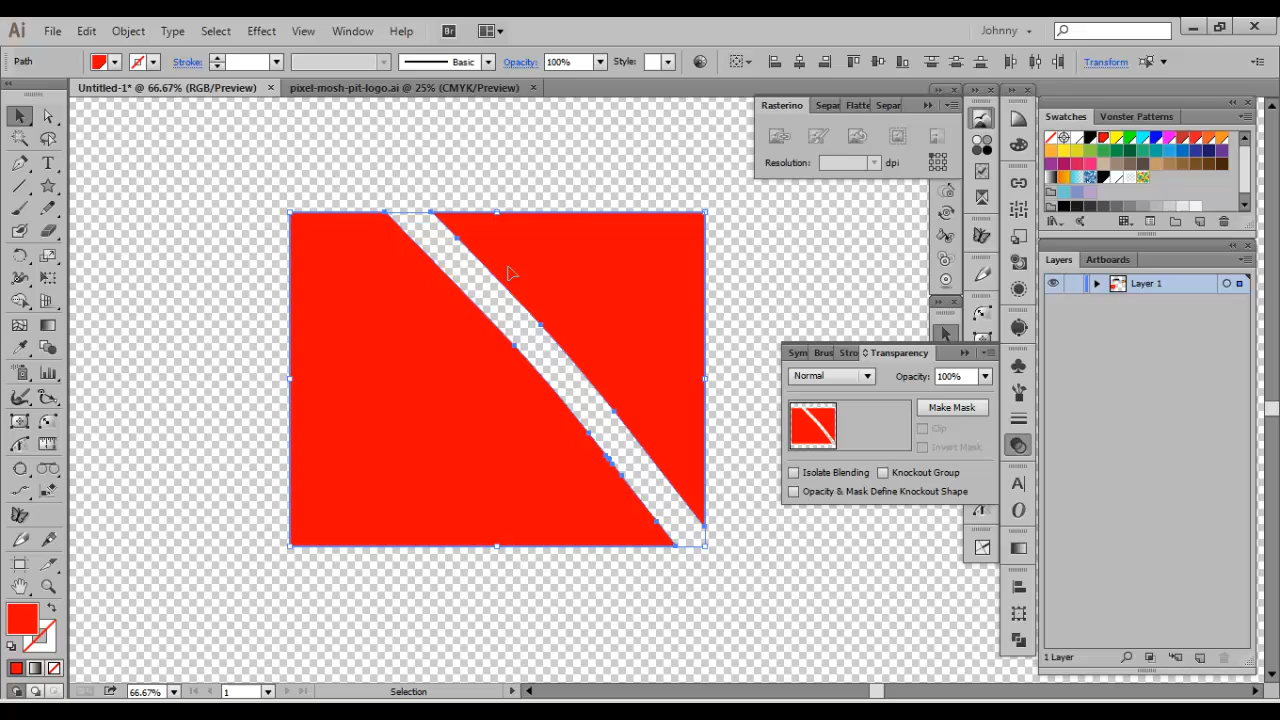 Ai File Edit Object Type Select Effect View Window Help Br Johnny
Path Stroke: Basic Opacity: 100% Style: Transform
Untitled-1* @ 66.67% (RGB/Preview) × pixel-mosh-pit-logo.ai @ 25% (CMYK/Preview) ×
Rasterino Separ Flatte Separ
Resolution: dpi
Swatches Vonster Patterns
Layers Artboards
Layer 1
Sym Brus Stro Transparency
Normal Opacity: 100%
Make Mask
Clip
Invert Mask
Isolate Blending Knockout Group
Opacity & Mask Define Knockout Shape
1 Layer
66.67% 1 Selection